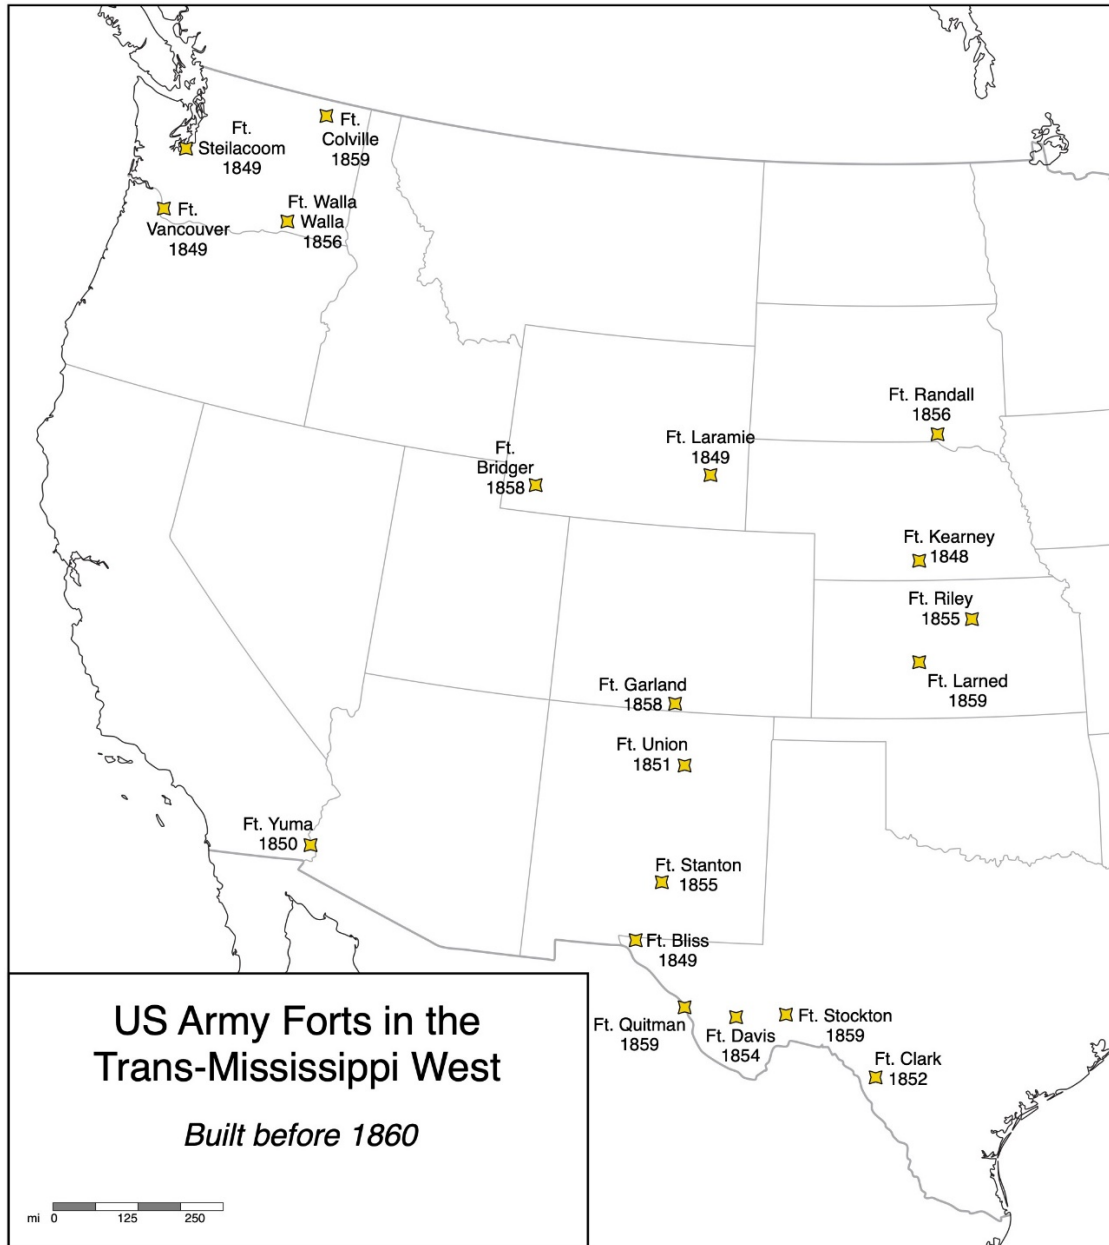 Ft.
Steilacoom
1849
Ft.
Colville
1859
Ft.
Vancouver
1849
Ft. Walla
Walla
1856
Ft. Randall
1856
Ft. Laramie
1849
Ft.
Bridger
1858
Ft. Kearney
1848
Ft. Riley
1855
Ft. Larned
1859
Ft. Garland
1858
Ft. Union
1851
Ft. Yuma
1850
Ft. Stanton
1855
Ft. Bliss
1849
Ft. Quitman
1859
Ft. Davis
1854
Ft. Stockton
1859
Ft. Clark
1852
US Army Forts in the
Trans-Mississippi West
Built before 1860
mi 0 125 250